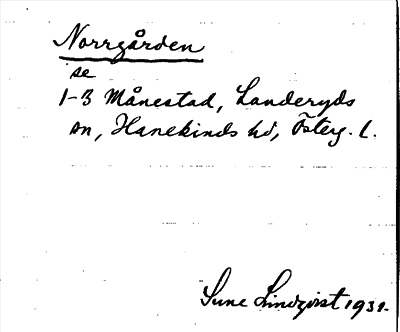 Norrgården
se
1-3 Månestad, Landeryds
sn, Hanekinds hd, Österg. l.
Sune Lindqvist 1931.